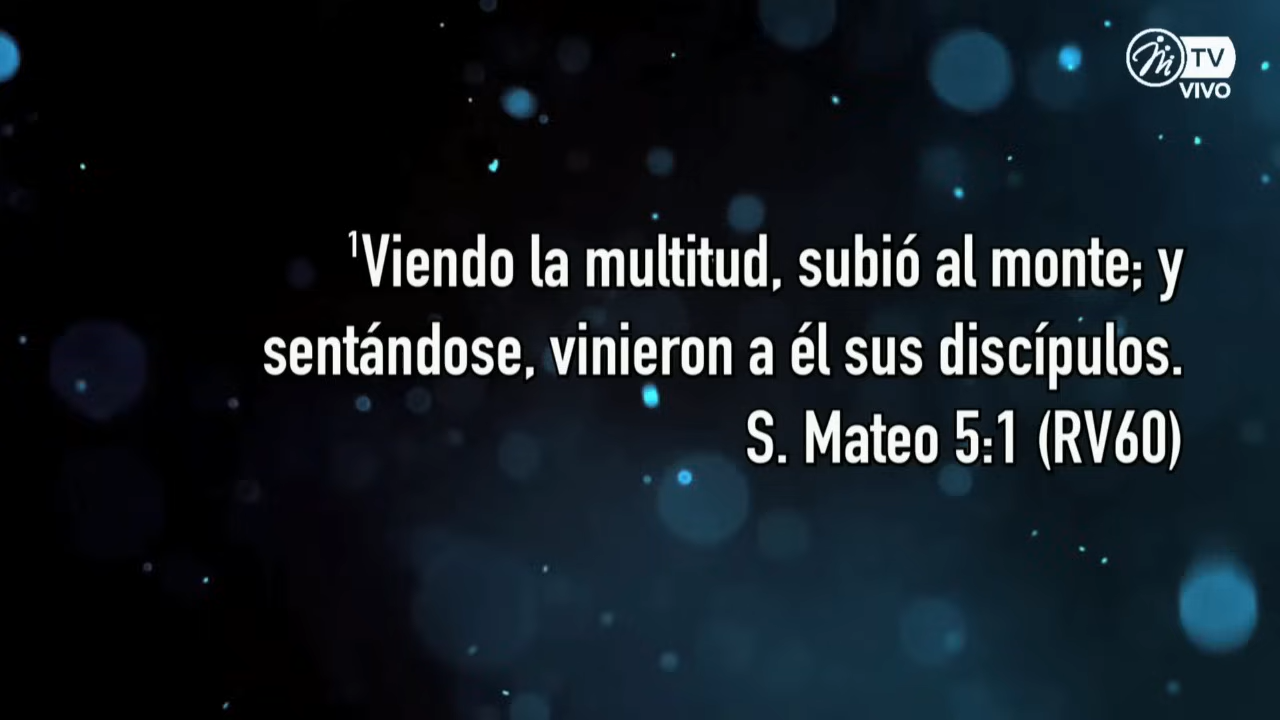 TV
VIVO
¹Viendo la multitud, subió al monte; y
sentándose, vinieron a él sus discípulos.
S. Mateo 5:1 (RV60)